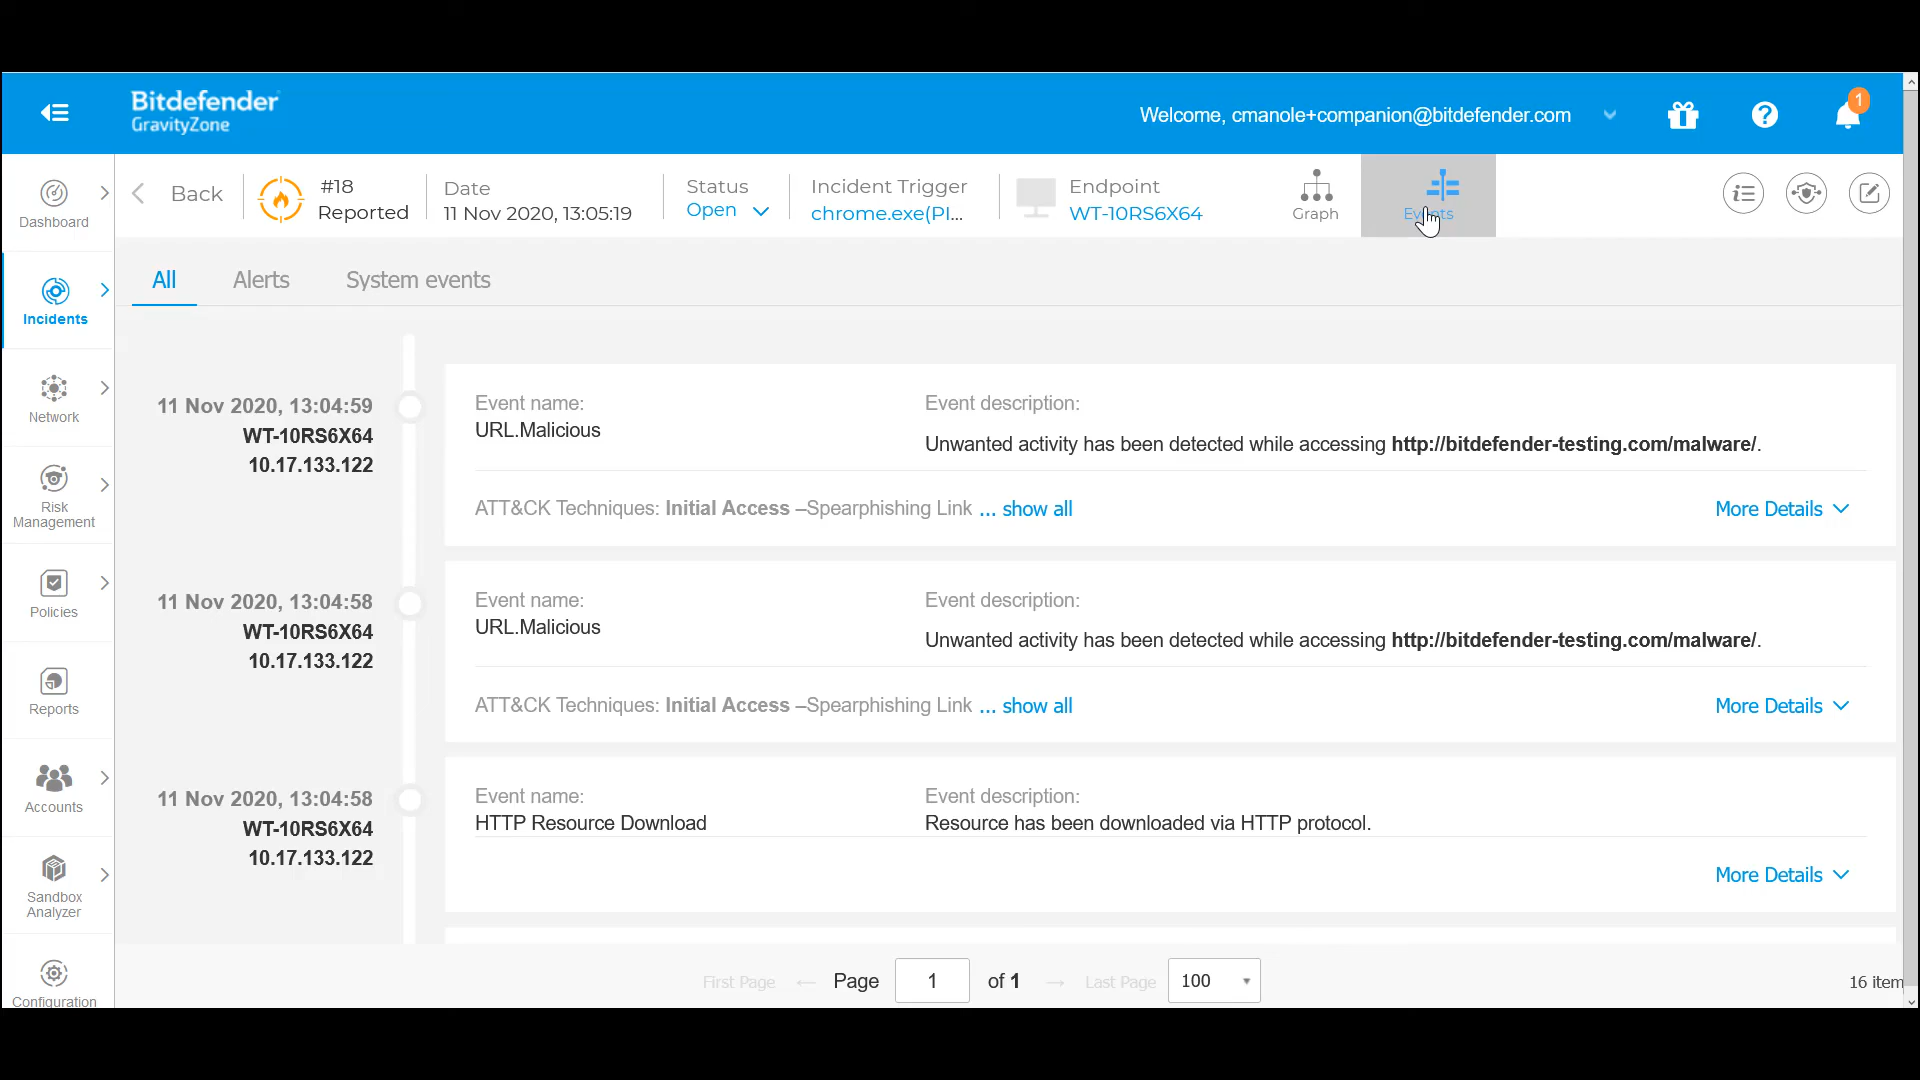 Bitdefender
GravityZone
Welcome, cmanole+companion@bitdefender.com
1
Dashboard
Incidents
Network
Risk
Management
Policies
Reports
Accounts
Sandbox
Analyzer
Configuration
Back
#18
Reported
Date
11 Nov 2020, 13:05:19
Status
Open
Incident Trigger
chrome.exe(PI...
Endpoint
WT-10RS6X64
Graph
Events
All Alerts System events
11 Nov 2020, 13:04:59
WT-10RS6X64
10.17.133.122
Event name:
URL.Malicious
Event description:
Unwanted activity has been detected while accessing http://bitdefender-testing.com/malware/.
ATT&CK Techniques: Initial Access –Spearphishing Link ... show all
More Details
11 Nov 2020, 13:04:58
WT-10RS6X64
10.17.133.122
Event name:
URL.Malicious
Event description:
Unwanted activity has been detected while accessing http://bitdefender-testing.com/malware/.
ATT&CK Techniques: Initial Access –Spearphishing Link ... show all
More Details
11 Nov 2020, 13:04:58
WT-10RS6X64
10.17.133.122
Event name:
HTTP Resource Download
Event description:
Resource has been downloaded via HTTP protocol.
More Details
First Page ← Page 1 of 1 → Last Page 100 16 item